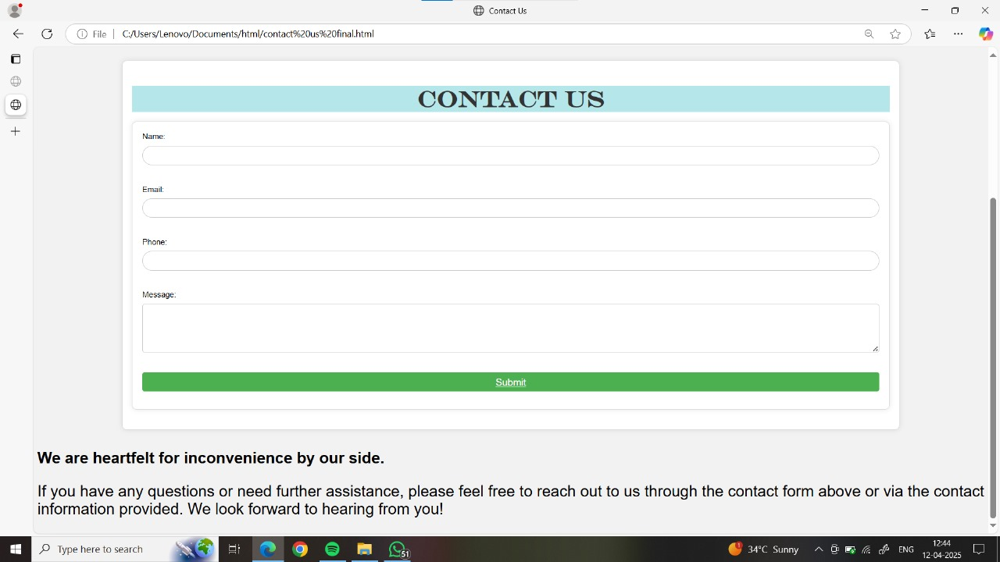 Contact Us
File
C:/Users/Lenovo/Documents/html/contact%20us%20final.html
CONTACT US
Name:
Email:
Phone:
Message:
Submit
We are heartfelt for inconvenience by our side.
If you have any questions or need further assistance, please feel free to reach out to us through the contact form above or via the contact
information provided. We look forward to hearing from you!
Type here to search
51
34°C Sunny
ENG
12:44
12-04-2025